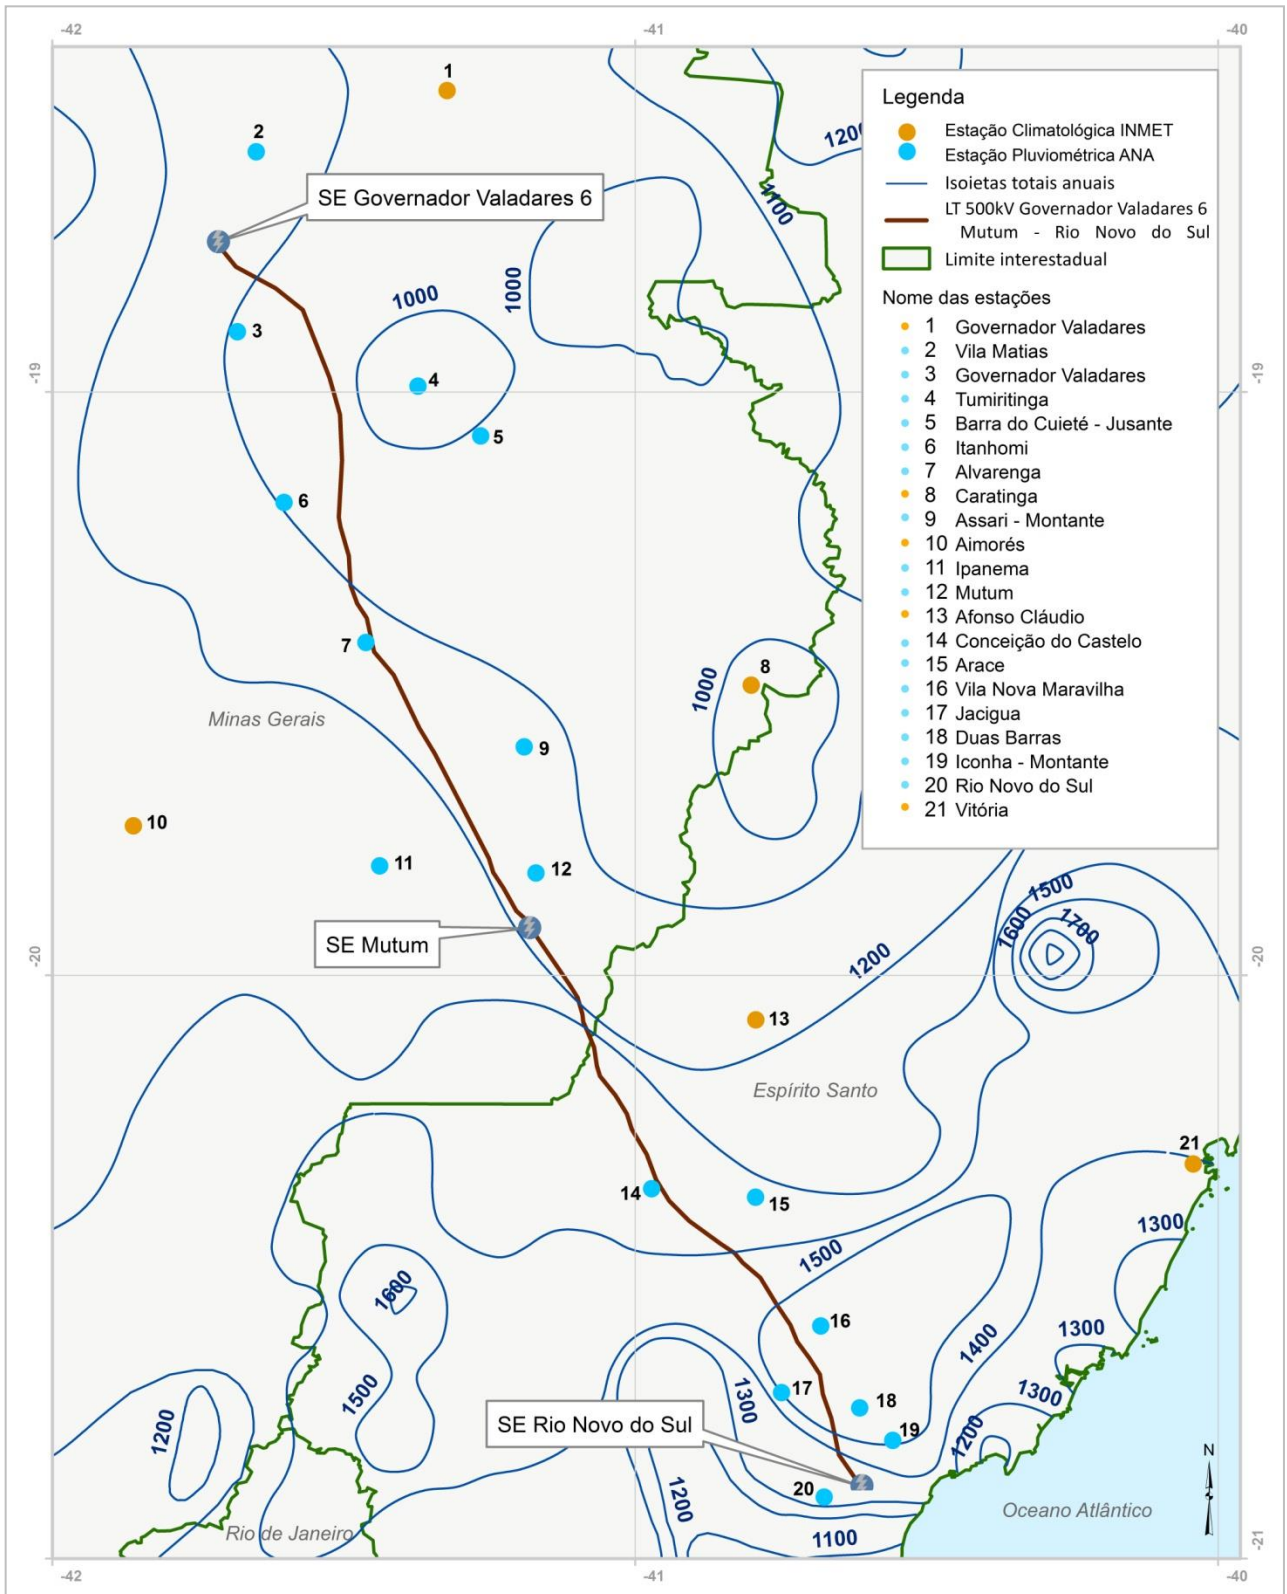 -42
-41
-40
1
2
SE Governador Valadares 6
3
1000
4
5
1000
1100
1200
6
7
8
1000
9
Minas Gerais
10
11
12
SE Mutum
-19
-19
-20
-20
1500
1600
1700
1200
13
Espírito Santo
21
14
15
1300
1500
16
1400
1300
1600
1500
17
18
1300
1300
19
SE Rio Novo do Sul
1200
1200
20
1200
1100
Rio de Janeiro
Oceano Atlântico
N
-21
-42
-41
-40
Legenda
Estação Climatológica INMET
Estação Pluviométrica ANA
Isoietas totais anuais
LT 500kV Governador Valadares 6
Mutum - Rio Novo do Sul
Limite interestadual
Nome das estações
1 Governador Valadares
2 Vila Matias
3 Governador Valadares
4 Tumiritinga
5 Barra do Cuieté - Jusante
6 Itanhomi
7 Alvarenga
8 Caratinga
9 Assari - Montante
10 Aimorés
11 Ipanema
12 Mutum
13 Afonso Cláudio
14 Conceição do Castelo
15 Arace
16 Vila Nova Maravilha
17 Jacigua
18 Duas Barras
19 Iconha - Montante
20 Rio Novo do Sul
21 Vitória